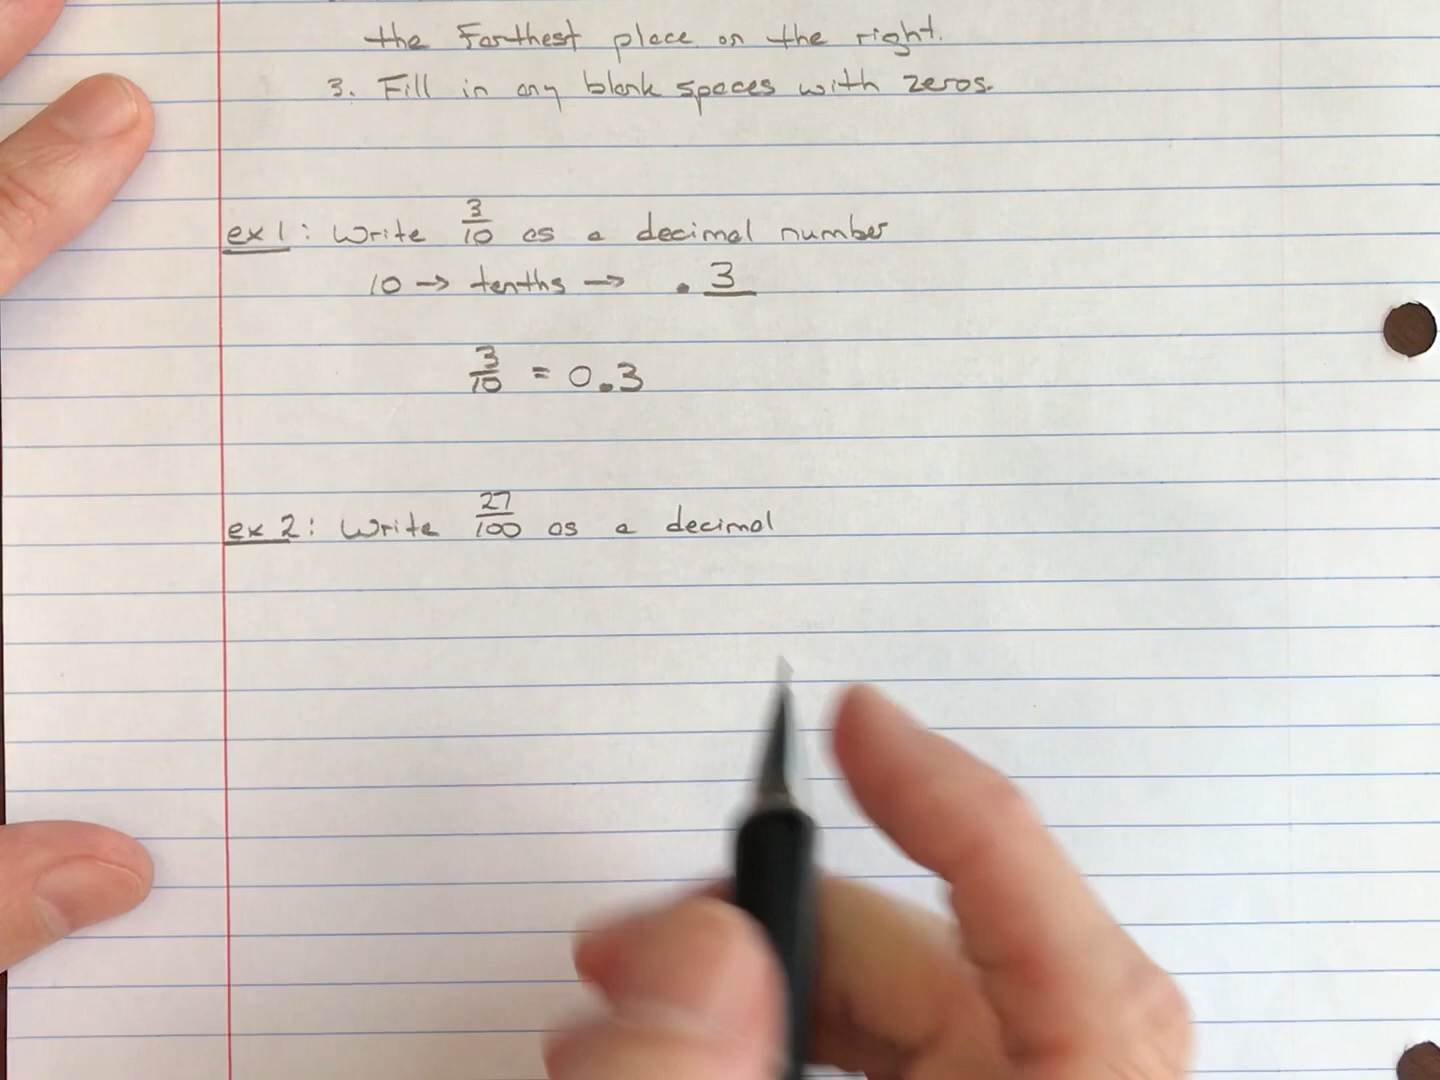 the farthest place on the right.
3. Fill in any blank spaces with zeros.
ex 1: Write 3/10 as a decimal number
10 → tenths → . 3
3/10 = 0.3
ex 2: Write 27/100 as a decimal